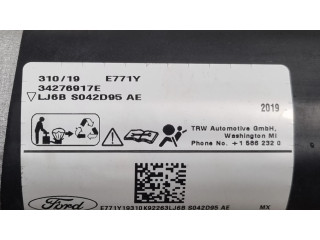 310/19 E771Y
34276917E
LJ6B S042D95 AE
2019
TRW Automotive GmbH,
Washington MI
Phone No. +1 586 232 0
Ford
E771Y19310K92263LJ6B S042D95 AE MX